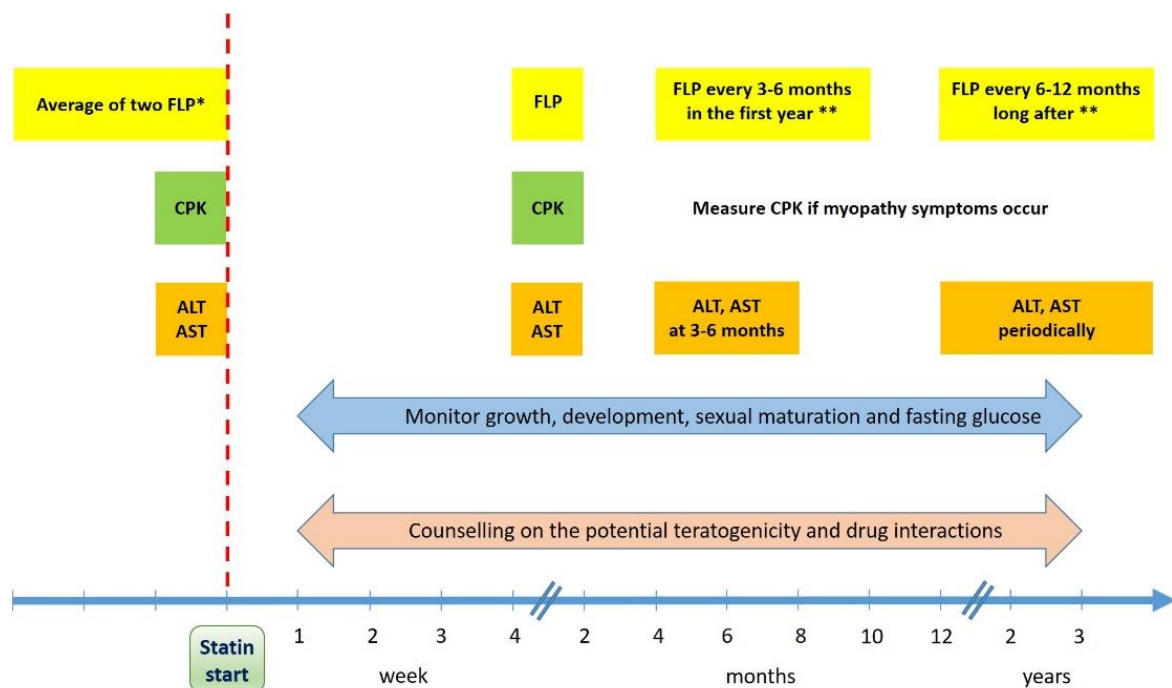 Average of two FLP*
FLP
FLP every 3-6 months
in the first year **
FLP every 6-12 months
long after **
CPK
CPK
Measure CPK if myopathy symptoms occur
ALT
AST
ALT
AST
ALT, AST
at 3-6 months
ALT, AST
periodically
Monitor growth, development, sexual maturation and fasting glucose
Counselling on the potential teratogenicity and drug interactions
Statin
start
1 2 3 4 2 4 6 8 10 12 2 3
week months years